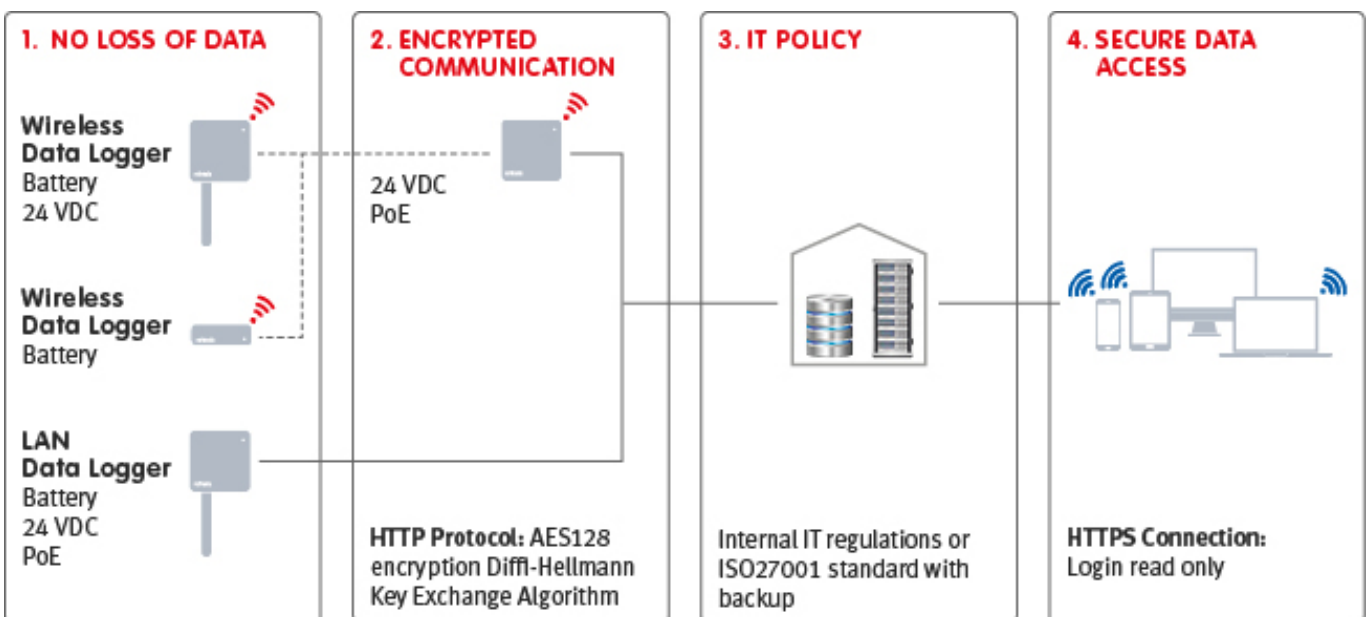 1. NO LOSS OF DATA
Wireless
Data Logger
Battery
24 VDC
Wireless
Data Logger
Battery
LAN
Data Logger
Battery
24 VDC
PoE
2. ENCRYPTED
COMMUNICATION
24 VDC
PoE
HTTP Protocol: AES128
encryption Diffi-Hellmann
Key Exchange Algorithm
3. IT POLICY
Internal IT regulations or
ISO27001 standard with
backup
4. SECURE DATA
ACCESS
HTTPS Connection:
Login read only